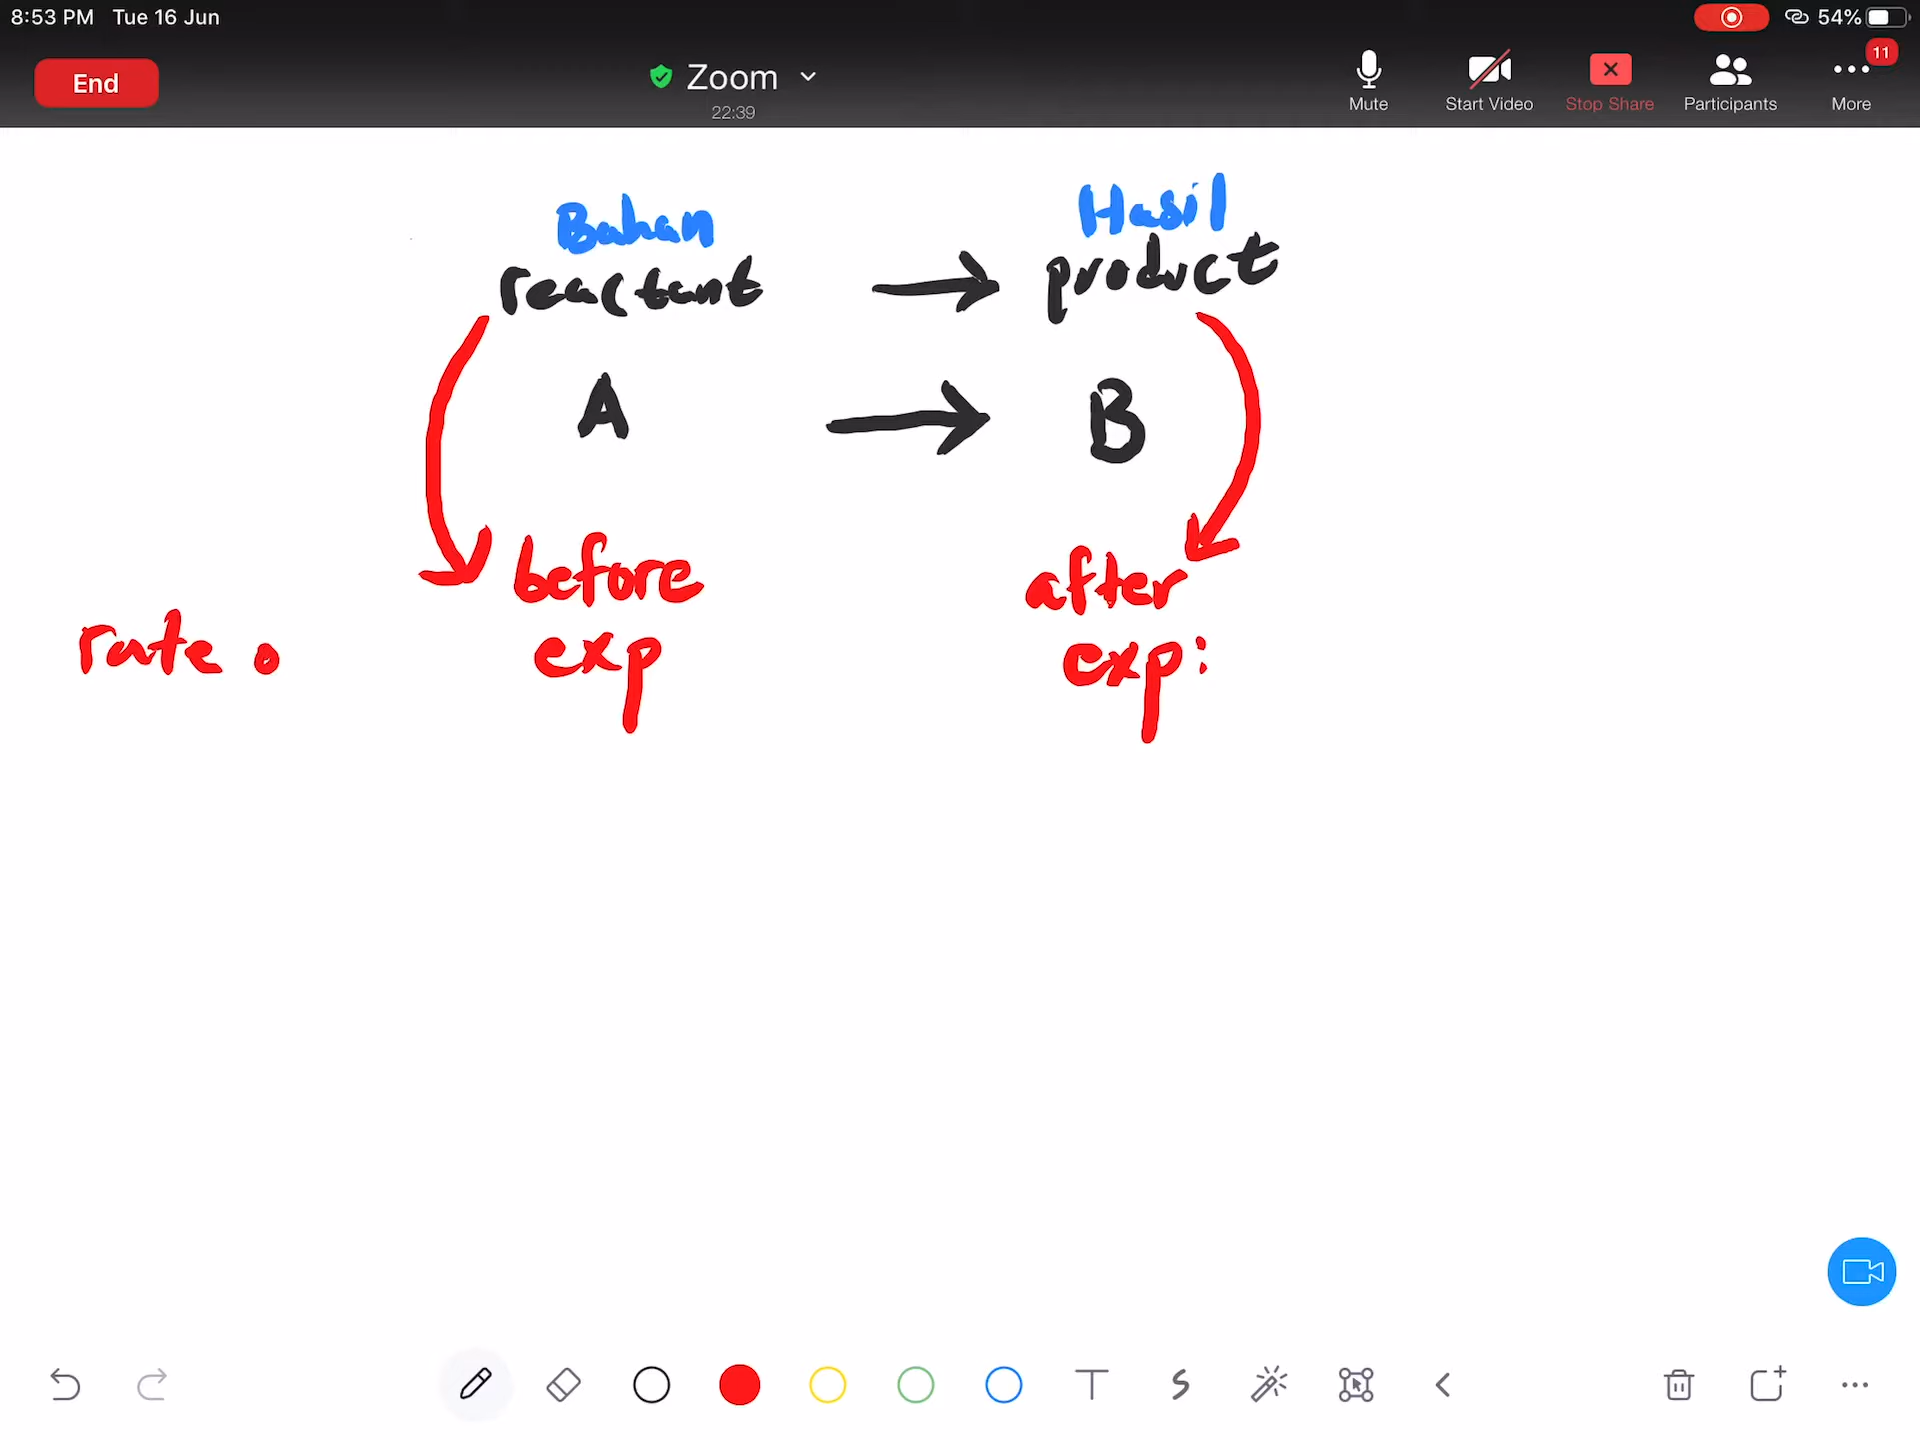 8:53 PM Tue 16 Jun
54%
End
Zoom
22:39
Mute
Start Video
Stop Share
Participants
11
More
Bahan
Hasil
reactant → product
A → B
before
after
rate o
exp
exp: